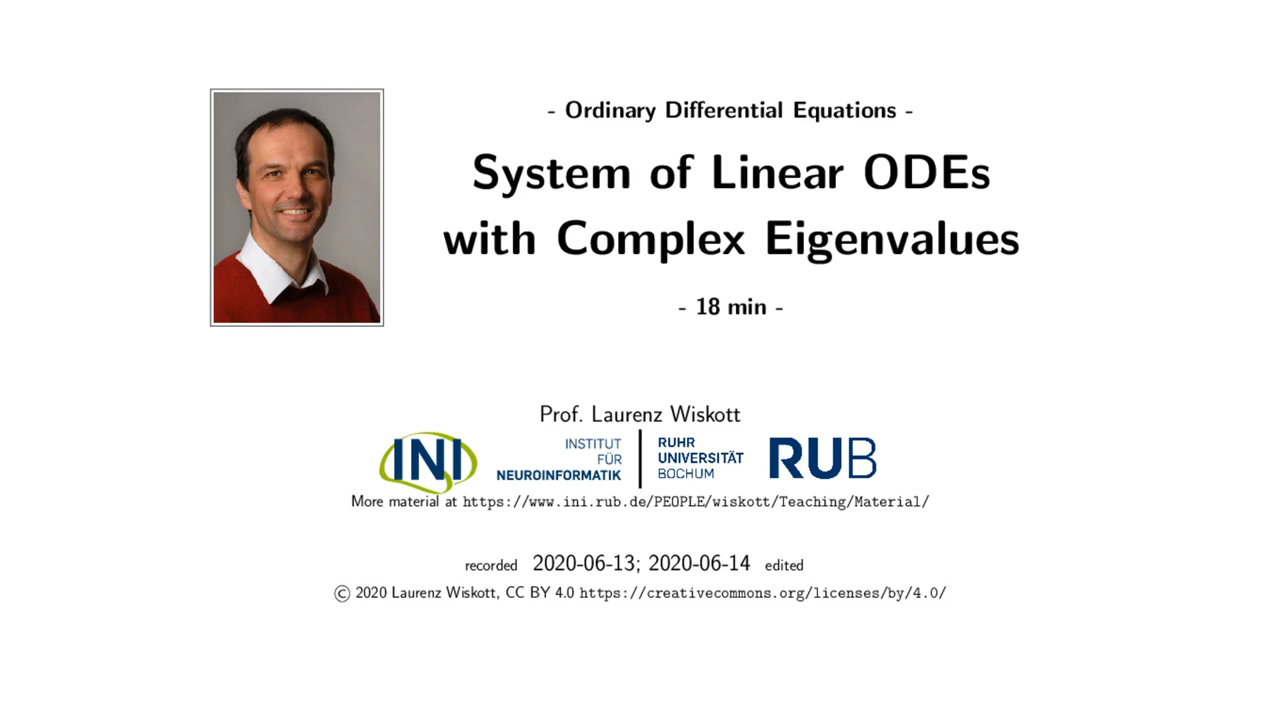 - Ordinary Differential Equations -
System of Linear ODEs
with Complex Eigenvalues
- 18 min -
Prof. Laurenz Wiskott
INI
INSTITUT
FÜR
NEUROINFORMATIK
RUHR
UNIVERSITÄT
BOCHUM
RUB
More material at https://www.ini.rub.de/PEOPLE/wiskott/Teaching/Material/
recorded 2020-06-13; 2020-06-14 edited
© 2020 Laurenz Wiskott, CC BY 4.0 https://creativecommons.org/licenses/by/4.0/